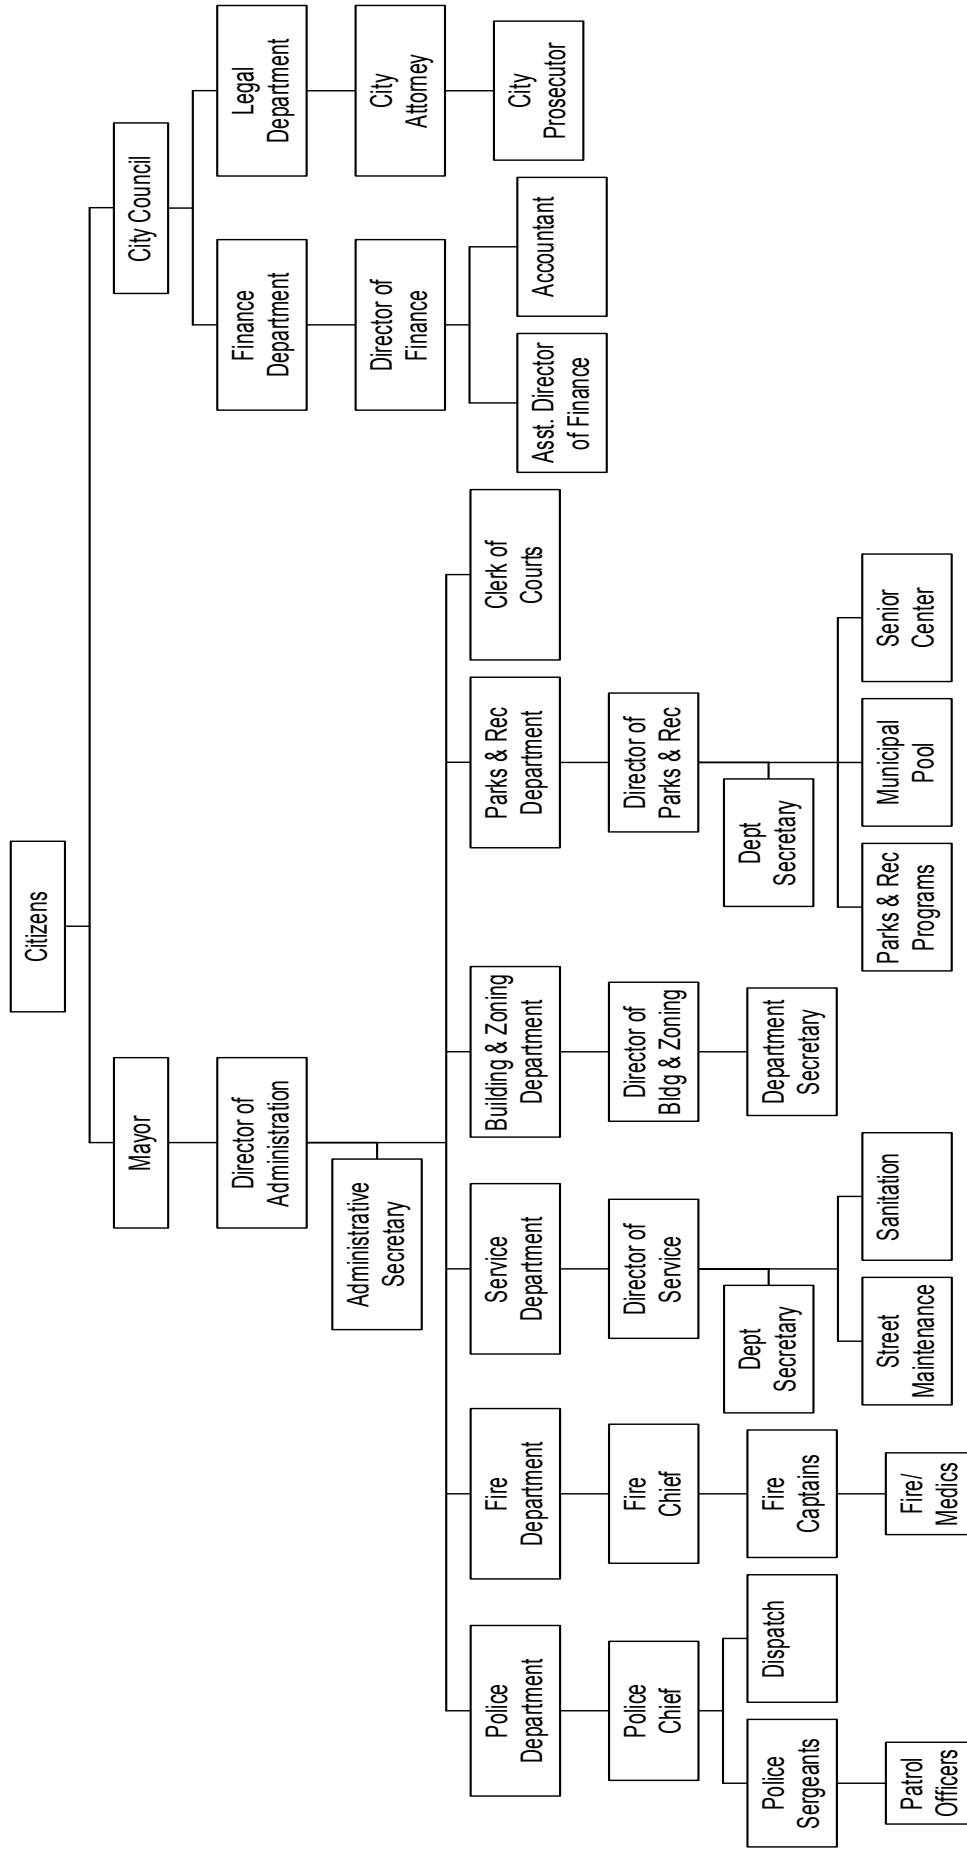 Citizens
Mayor
City Council
Director of
Administration
Finance
Department
Legal
Department
Administrative
Secretary
Director of
Finance
City
Attorney
Police
Department
Fire
Department
Service
Department
Building & Zoning
Department
Parks & Rec
Department
Clerk of
Courts
Asst. Director
of Finance
Accountant
City
Prosecutor
Police
Chief
Fire
Chief
Director of
Service
Director of
Bldg & Zoning
Director of
Parks & Rec
Police
Sergeants
Dispatch
Fire
Captains
Dept
Secretary
Department
Secretary
Dept
Secretary
Patrol
Officers
Fire/
Medics
Street
Maintenance
Sanitation
Parks & Rec
Programs
Municipal
Pool
Senior
Center